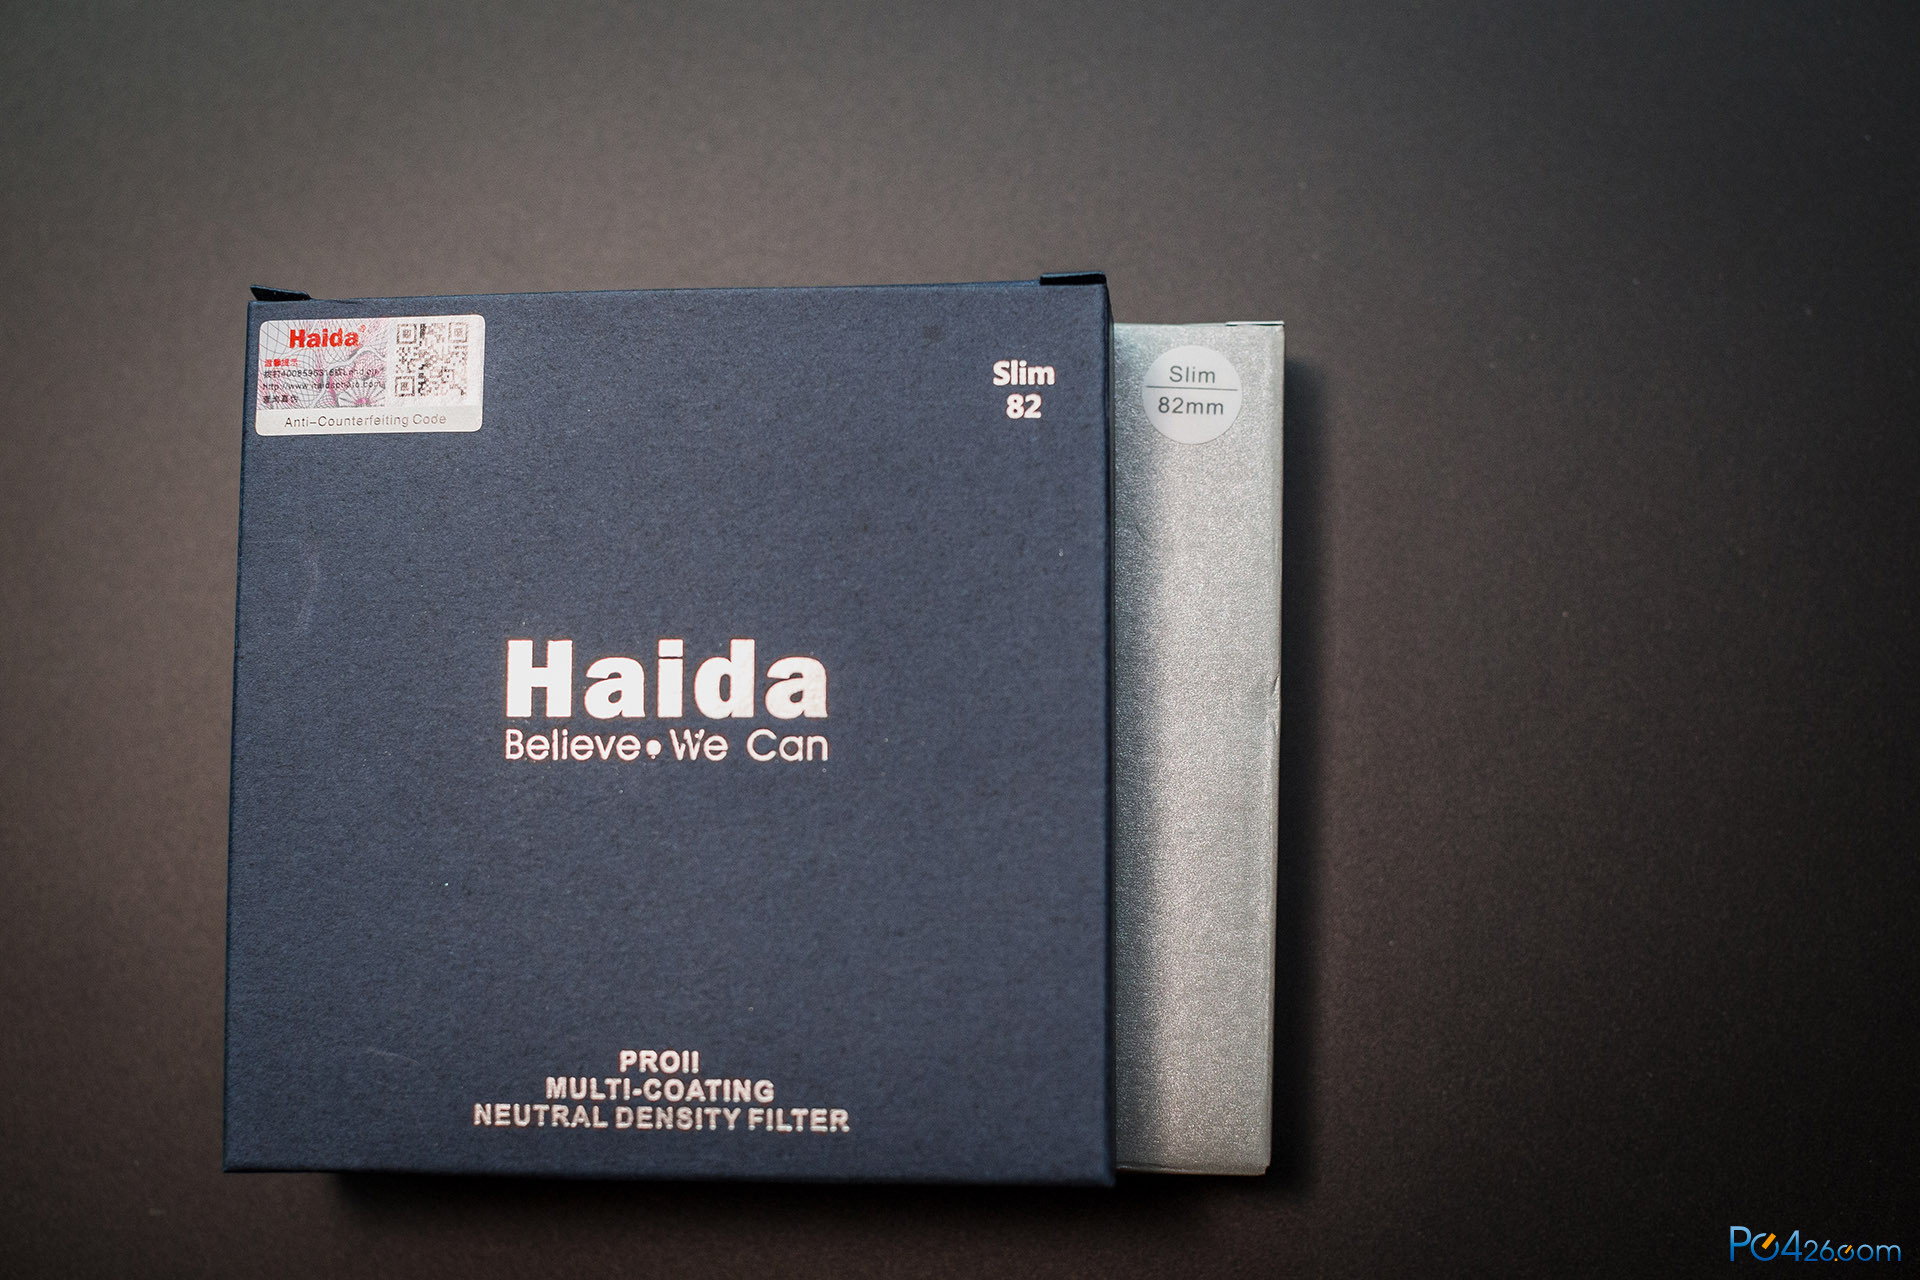 Haida
Anti-Counterfeiting Code
Slim
82
Slim
82mm
Haida
Believe•We Can
PROII
MULTI-COATING
NEUTRAL DENSITY FILTER
PC426.com